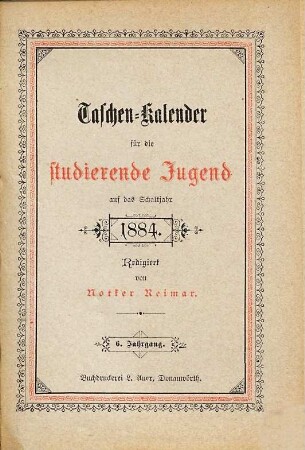 Taschen-Kalender
für die
studierende Jugend
auf das Schaltjahr
1884.
Redigiert
von
Notker Reimar.
6. Jahrgang.
Buchdruckerei L. Auer, Donauwörth.